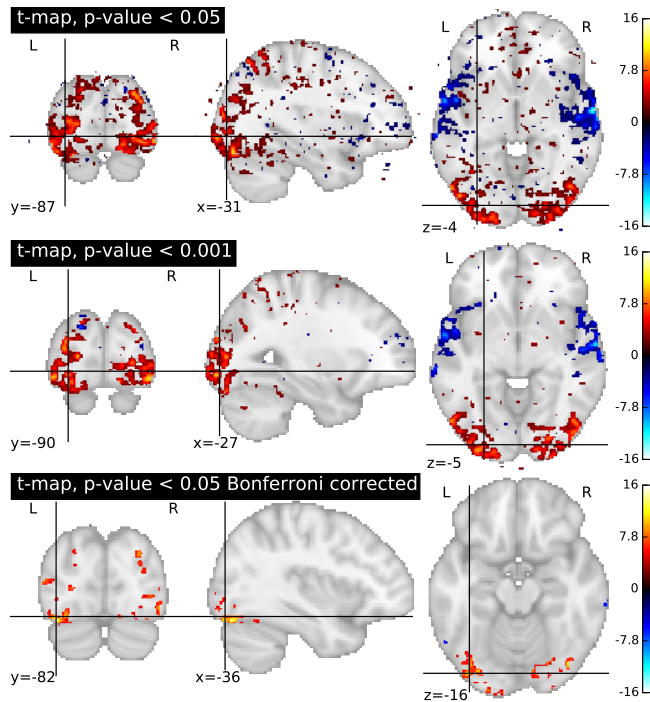 t-map, p-value < 0.05
L R L R
16
7.8
0
-7.8
-16
y=-87 x=-31 z=-4
t-map, p-value < 0.001
L R L R
16
7.8
0
-7.8
-16
y=-90 x=-27 z=-5
t-map, p-value < 0.05 Bonferroni corrected
L R L R
16
7.8
0
-7.8
-16
y=-82 x=-36 z=-16